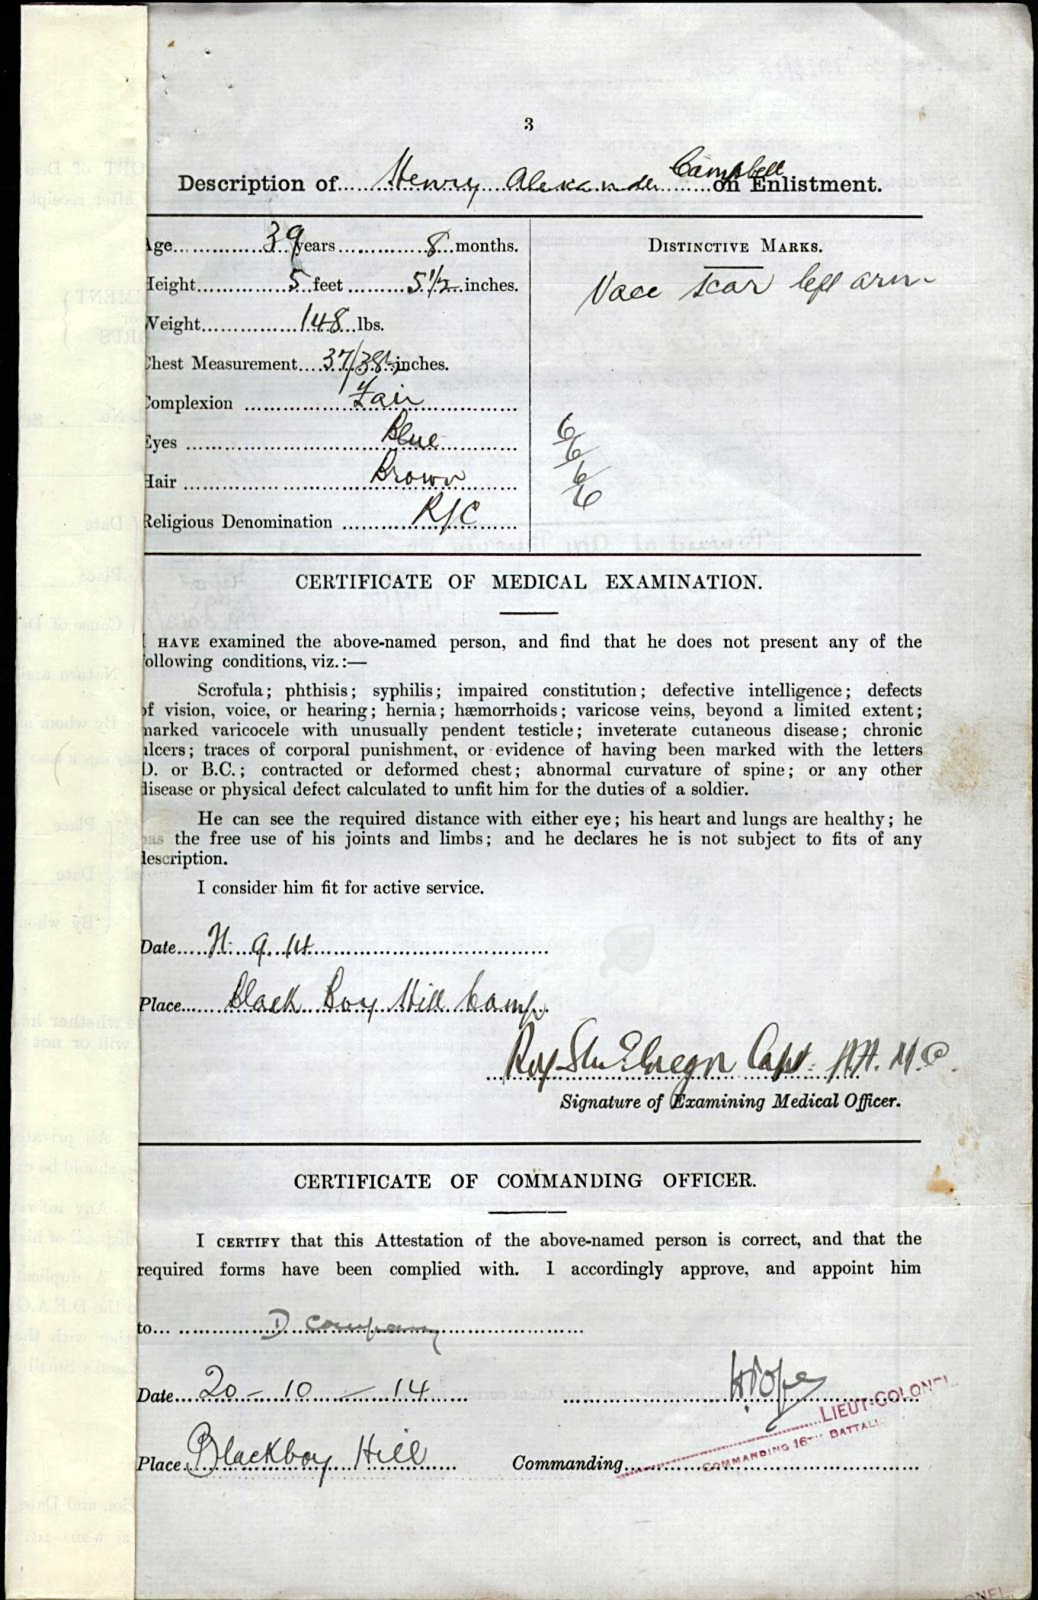 3
Description of Henry Alexander Campbell on Enlistment.
Age 39 years 8 months.
Height 5 feet 5 1/2 inches.
Weight 148 lbs.
Chest Measurement 37/38½ inches.
Complexion Fair
Eyes Blue
Hair Brown
Religious Denomination R/C
DISTINCTIVE MARKS.
Vacc scar left arm
6/6
6/6
CERTIFICATE OF MEDICAL EXAMINATION.
I HAVE examined the above-named person, and find that he does not present any of the
following conditions, viz.:—
Scrofula; phthisis; syphilis; impaired constitution; defective intelligence; defects
of vision, voice, or hearing; hernia; hæmorrhoids; varicose veins, beyond a limited extent;
marked varicocele with unusually pendent testicle; inveterate cutaneous disease; chronic
ulcers; traces of corporal punishment, or evidence of having been marked with the letters
D. or B.C.; contracted or deformed chest; abnormal curvature of spine; or any other
disease or physical defect calculated to unfit him for the duties of a soldier.
He can see the required distance with either eye; his heart and lungs are healthy; he
has the free use of his joints and limbs; and he declares he is not subject to fits of any
description.
I consider him fit for active service.
Date 9. 14
Place Black Boy Hill Camp.
Capt. A.A.M.C.
Signature of Examining Medical Officer.
CERTIFICATE OF COMMANDING OFFICER.
I CERTIFY that this Attestation of the above-named person is correct, and that the
required forms have been complied with. I accordingly approve, and appoint him
to D Company
Date 20-10-14
H Pope
LIEUT-COLONEL
COMMANDING 16TH BATTALI
Place Blackboy Hill
Commanding